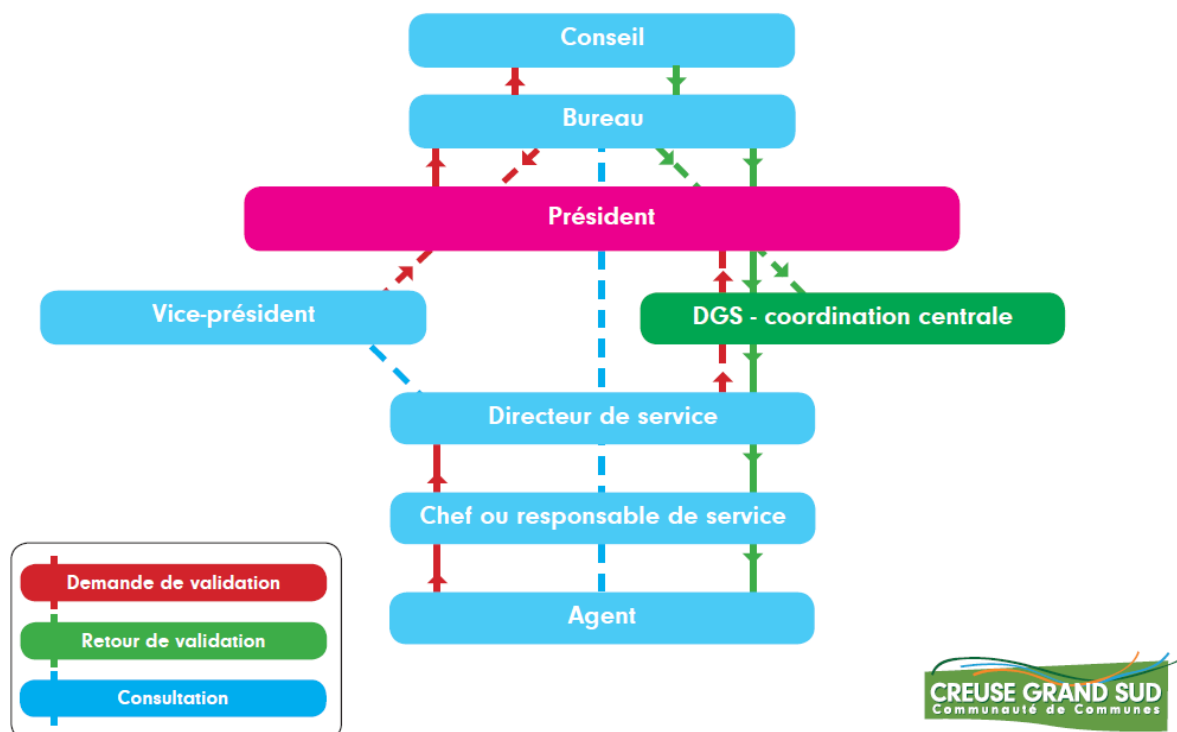 Conseil
Bureau
Président
Vice-président
DGS - coordination centrale
Directeur de service
Chef ou responsable de service
Agent
Demande de validation
Retour de validation
Consultation
CREUSE GRAND SUD
Communauté de Communes